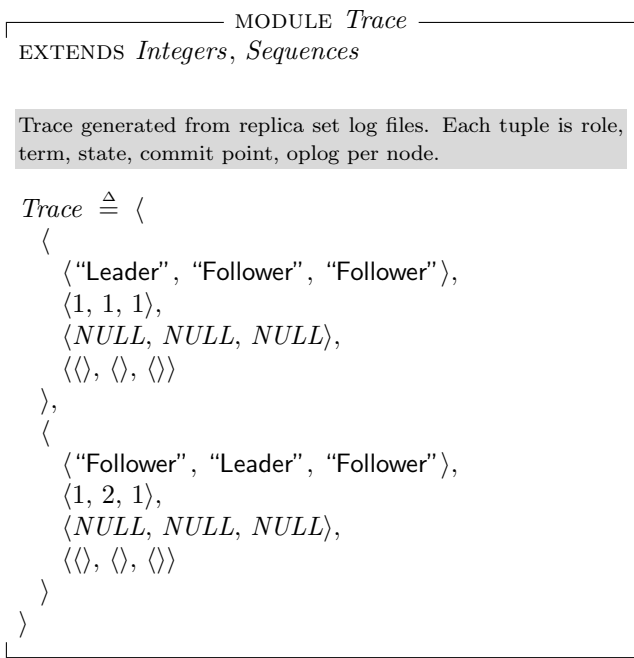 MODULE Trace
EXTENDS Integers, Sequences
Trace generated from replica set log files. Each tuple is role,
term, state, commit point, oplog per node.
Trace ≜ ⟨
⟨
⟨“Leader”, “Follower”, “Follower”⟩,
⟨1, 1, 1⟩,
⟨NULL, NULL, NULL⟩,
⟨⟨⟩, ⟨⟩, ⟨⟩⟩
⟩,
⟨
⟨“Follower”, “Leader”, “Follower”⟩,
⟨1, 2, 1⟩,
⟨NULL, NULL, NULL⟩,
⟨⟨⟩, ⟨⟩, ⟨⟩⟩
⟩
⟩